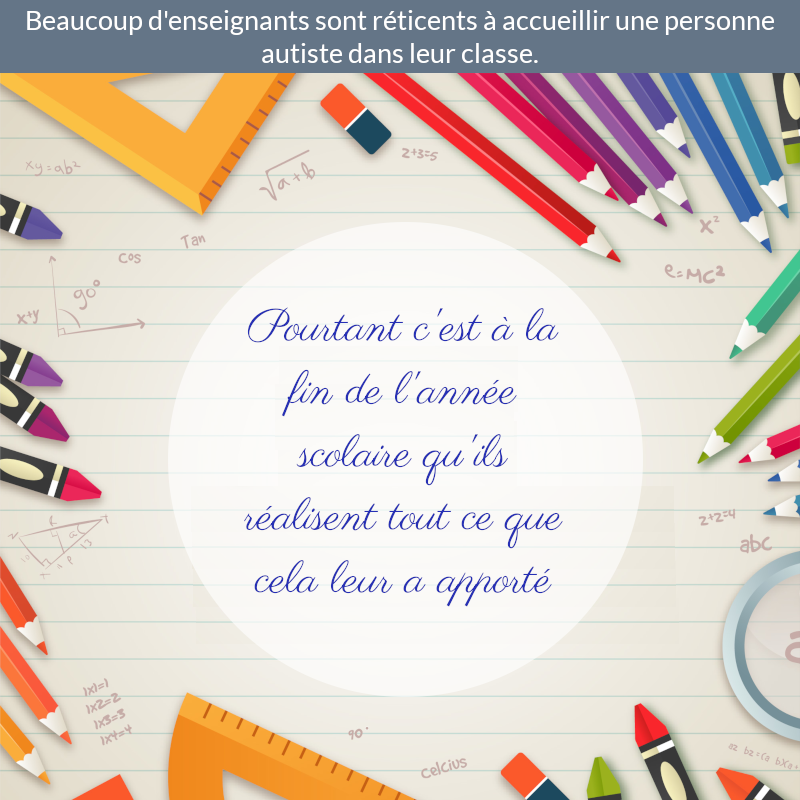 Beaucoup d'enseignants sont réticents à accueillir une personne
autiste dans leur classe.
xy=ab²
√a+b
2+3=5
x²
e=MC²
Cos
Tan
90°
x+y
Pourtant c'est à la
fin de l'année
scolaire qu'ils
réalisent tout ce que
cela leur a apporté
2+2=4
abc
a
1x1=1
1x2=2
1x3=3
1x4=4
90°
Celcius